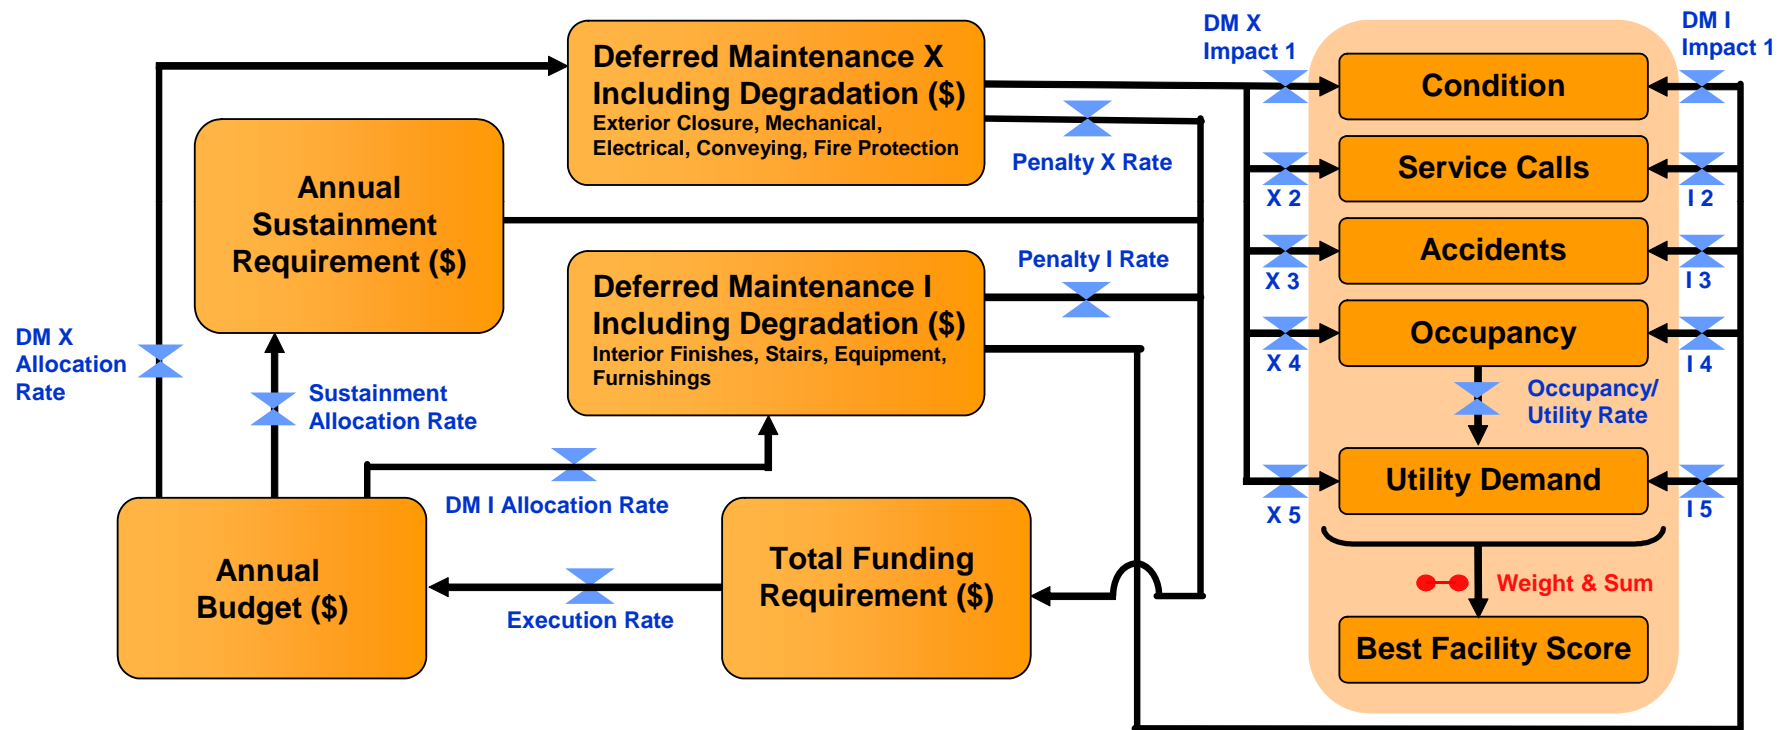 Deferred Maintenance X
Including Degradation ($)
Exterior Closure, Mechanical,
Electrical, Conveying, Fire Protection
Annual
Sustainment
Requirement ($)
Penalty X Rate
Deferred Maintenance I
Including Degradation ($)
Interior Finishes, Stairs, Equipment,
Furnishings
Penalty I Rate
DM X
Allocation
Rate
Sustainment
Allocation Rate
DM I Allocation Rate
Annual
Budget ($)
Execution Rate
Total Funding
Requirement ($)
DM X
Impact 1
DM I
Impact 1
Condition
Service Calls
X 2
I 2
Accidents
X 3
I 3
Occupancy
X 4
I 4
Occupancy/
Utility Rate
Utility Demand
X 5
I 5
Weight & Sum
Best Facility Score